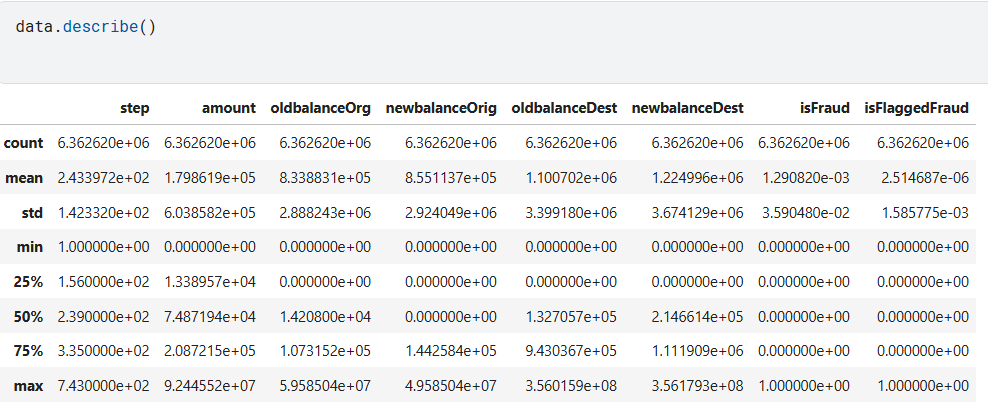 data.describe()
step amount oldbalanceOrg newbalanceOrig oldbalanceDest newbalanceDest isFraud isFlaggedFraud
count 6.362620e+06 6.362620e+06 6.362620e+06 6.362620e+06 6.362620e+06 6.362620e+06 6.362620e+06 6.362620e+06
mean 2.433972e+02 1.798619e+05 8.338831e+05 8.551137e+05 1.100702e+06 1.224996e+06 1.290820e-03 2.514687e-06
std 1.423320e+02 6.038582e+05 2.888243e+06 2.924049e+06 3.399180e+06 3.674129e+06 3.590480e-02 1.585775e-03
min 1.000000e+00 0.000000e+00 0.000000e+00 0.000000e+00 0.000000e+00 0.000000e+00 0.000000e+00 0.000000e+00
25% 1.560000e+02 1.338957e+04 0.000000e+00 0.000000e+00 0.000000e+00 0.000000e+00 0.000000e+00 0.000000e+00
50% 2.390000e+02 7.487194e+04 1.420800e+04 0.000000e+00 1.327057e+05 2.146614e+05 0.000000e+00 0.000000e+00
75% 3.350000e+02 2.087215e+05 1.073152e+05 1.442584e+05 9.430367e+05 1.111909e+06 0.000000e+00 0.000000e+00
max 7.430000e+02 9.244552e+07 5.958504e+07 4.958504e+07 3.560159e+08 3.561793e+08 1.000000e+00 1.000000e+00